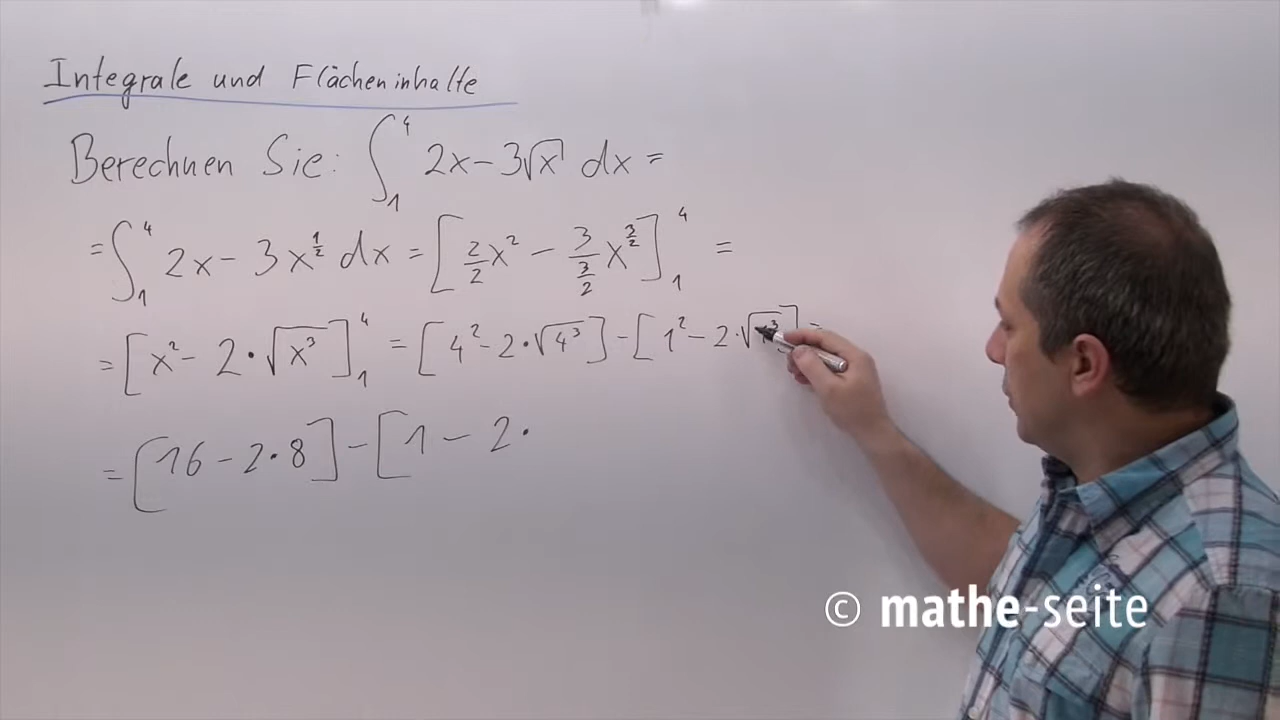 Integrale und Flächeninhalte
Berechnen Sie: ∫₁⁴ 2x − 3√x dx =
= ∫₁⁴ 2x − 3x^(1/2) dx = [2/2 x² − 3/(3/2) x^(3/2)]₁⁴ =
= [x² − 2·√(x³)]₁⁴ = [4² − 2·√(4³)] − [1² − 2·√(1³)] =
= [16 − 2·8] − [1 − 2·
© mathe-seite